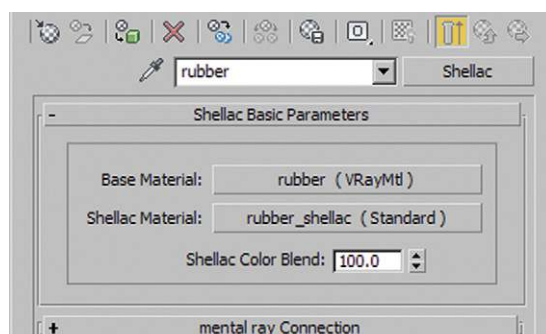 rubber Shellac
- Shellac Basic Parameters
Base Material: rubber ( VRayMtl )
Shellac Material: rubber_shellac ( Standard )
Shellac Color Blend: 100.0
+ mental ray Connection